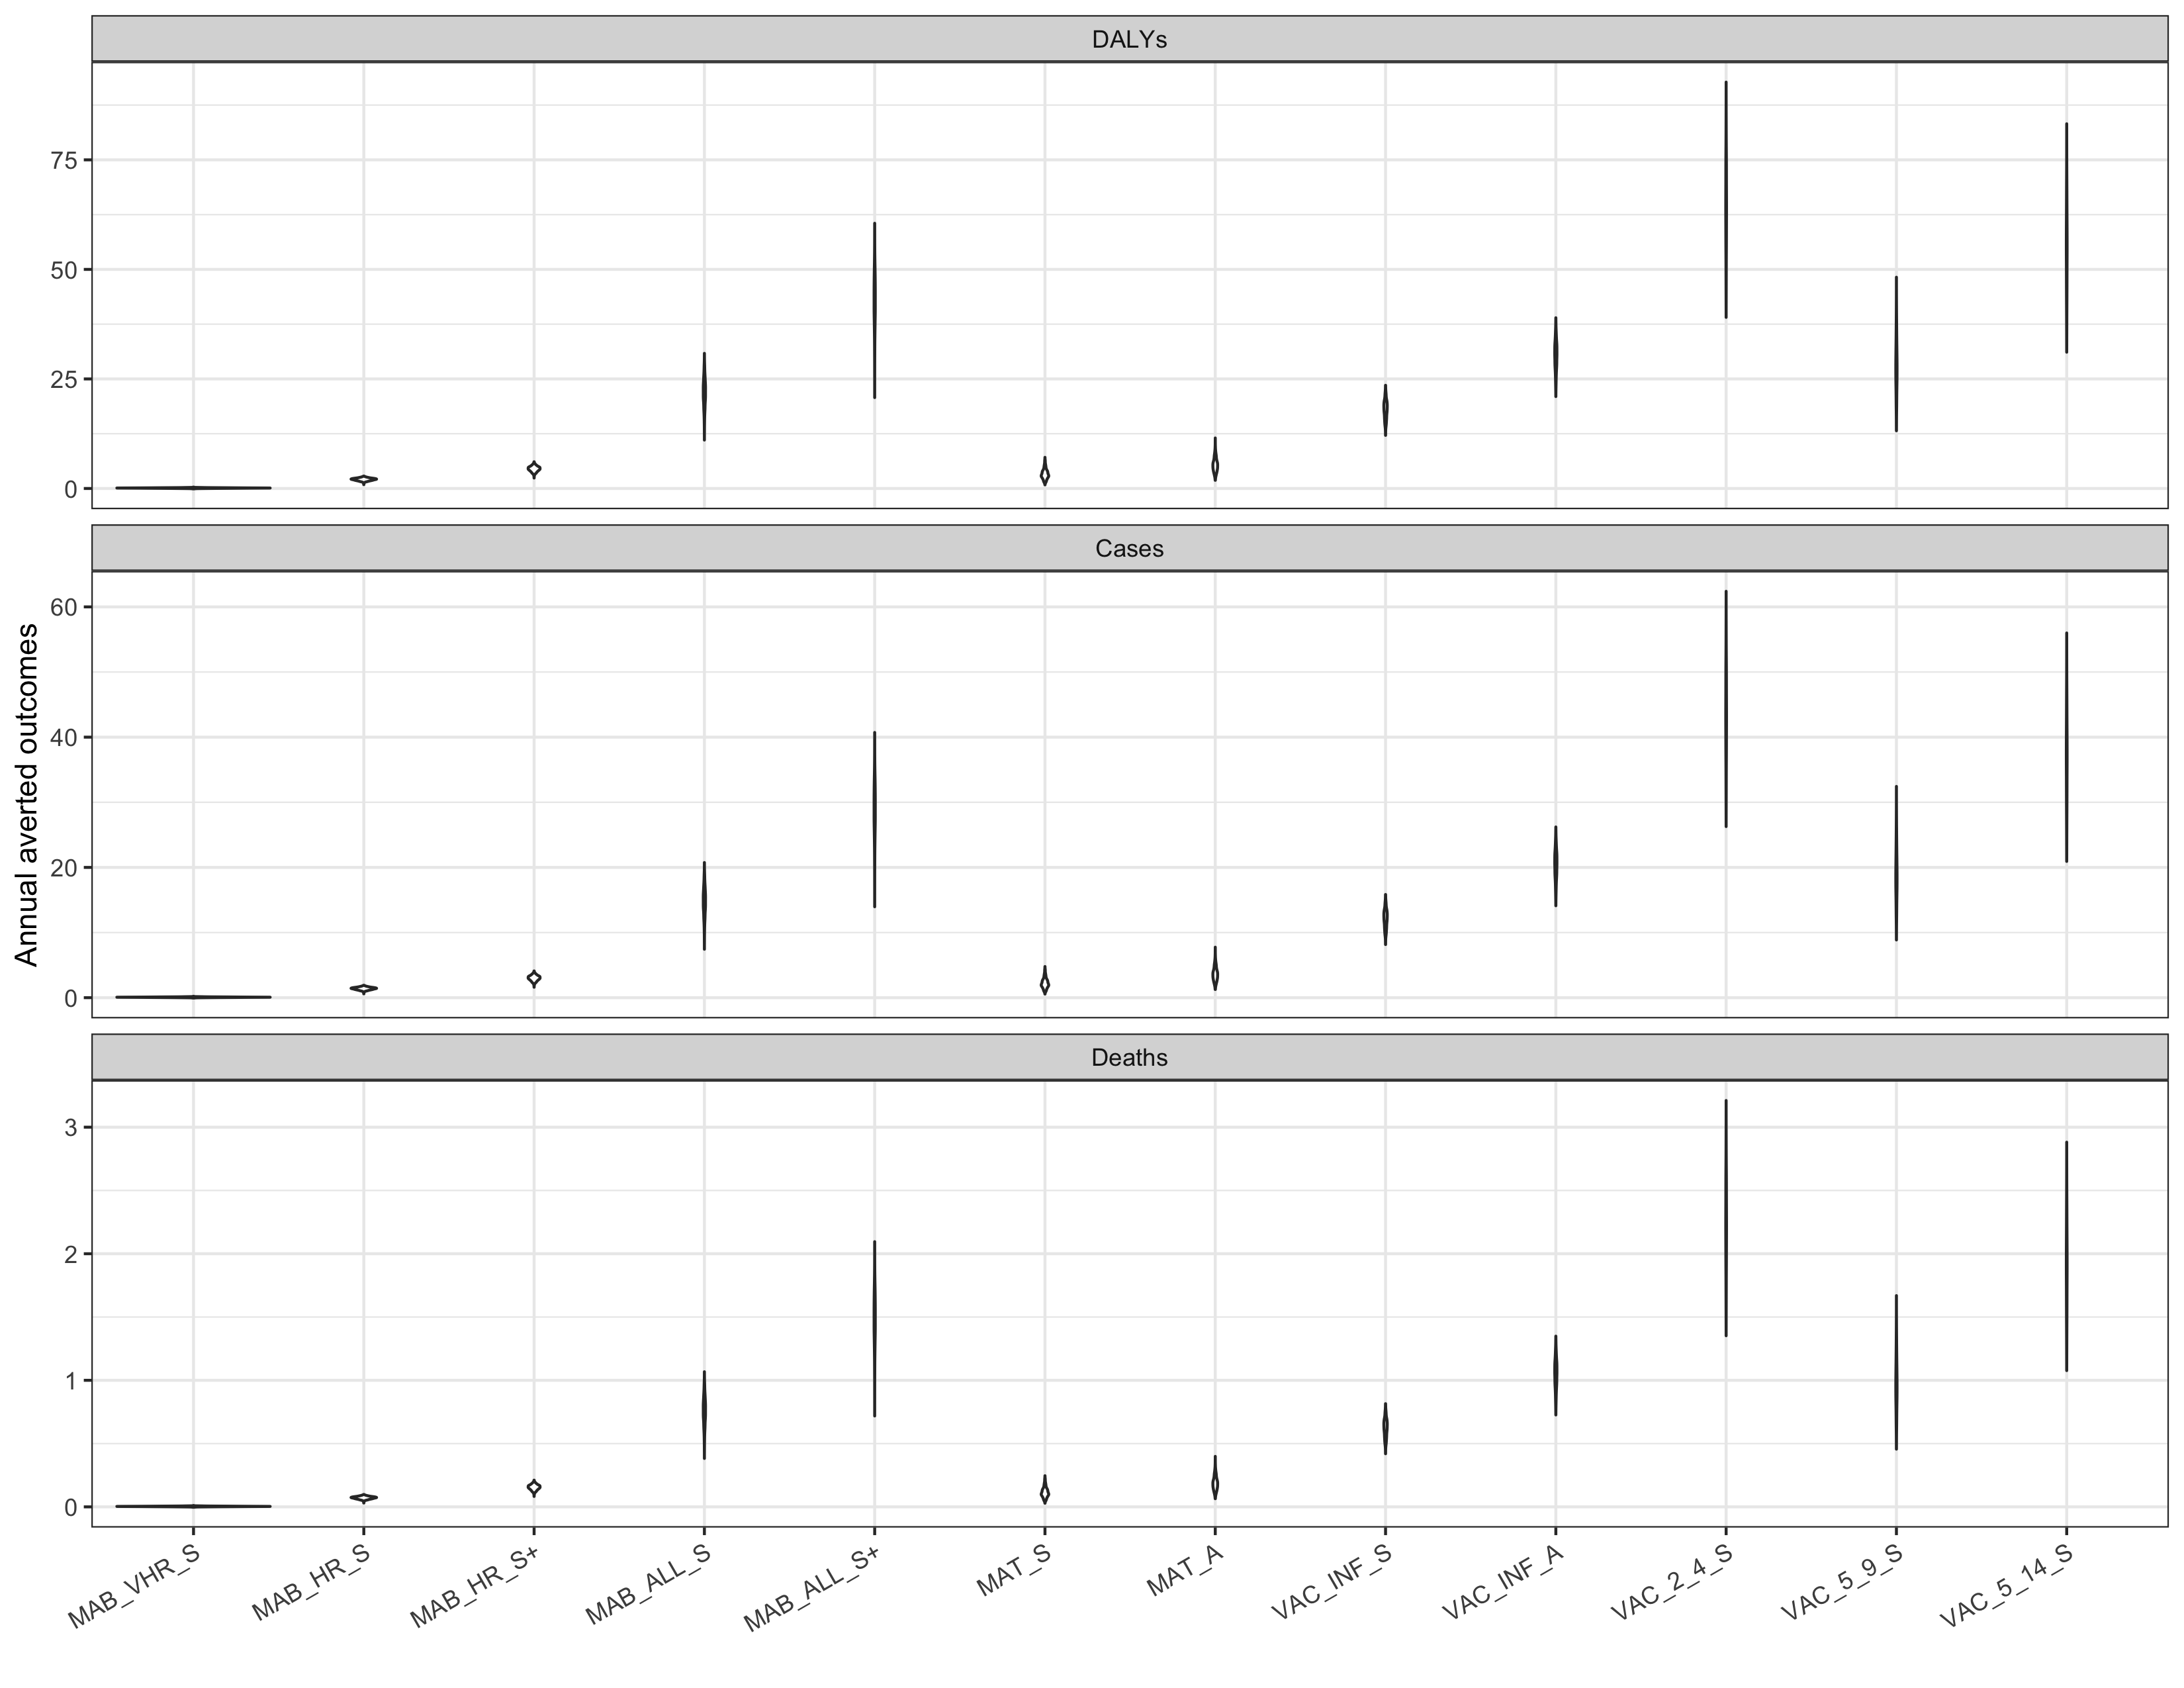 DALYs
75
50
25
0
Cases
60
40
20
0
Annual averted outcomes
Deaths
3
2
1
0
MAB_VHR_S
MAB_HR_S
MAB_HR_S+
MAB_ALL_S
MAB_ALL_S+
MAT_S
MAT_A
VAC_INF_S
VAC_INF_A
VAC_2_4_S
VAC_5_9_S
VAC_5_14_S